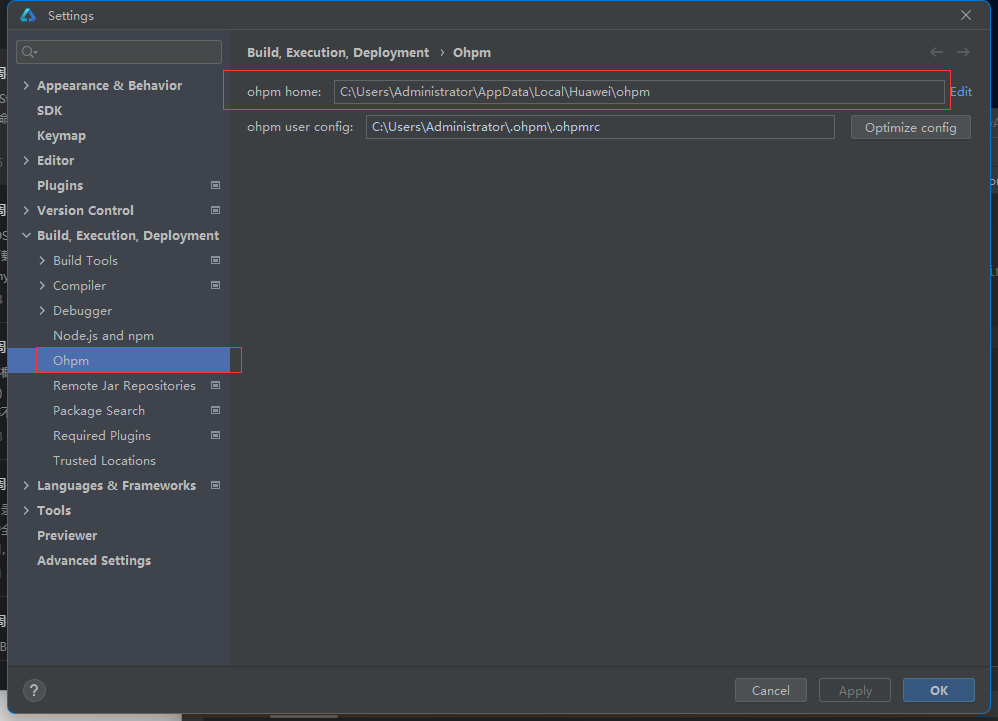 Settings
Build, Execution, Deployment › Ohpm
Appearance & Behavior
SDK
Keymap
Editor
Plugins
Version Control
Build, Execution, Deployment
Build Tools
Compiler
Debugger
Node.js and npm
Ohpm
Remote Jar Repositories
Package Search
Required Plugins
Trusted Locations
Languages & Frameworks
Tools
Previewer
Advanced Settings
ohpm home: C:\Users\Administrator\AppData\Local\Huawei\ohpm Edit
ohpm user config: C:\Users\Administrator\.ohpm\.ohpmrc Optimize config
? Cancel Apply OK